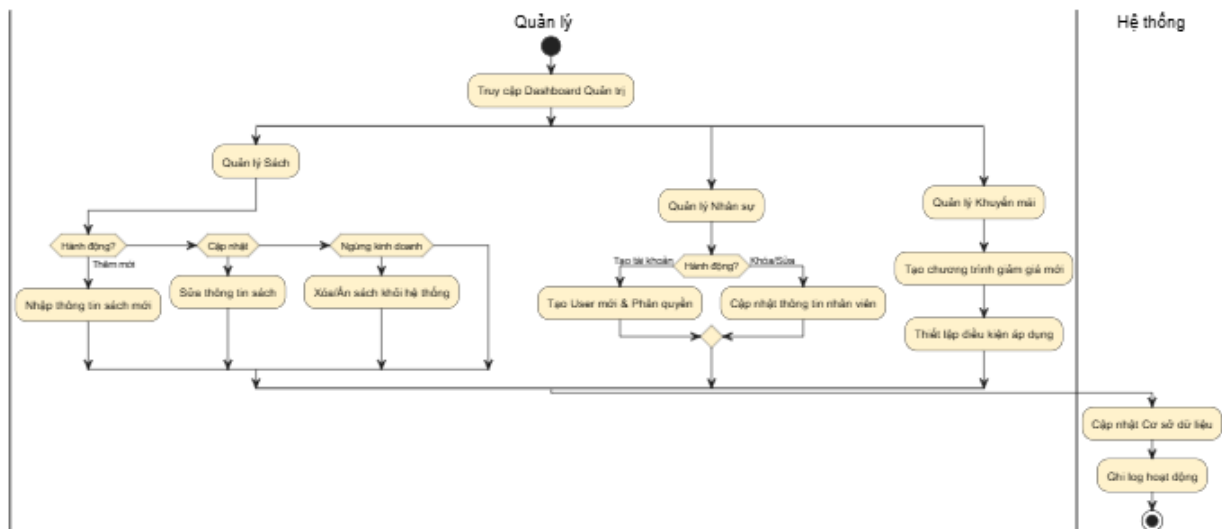 Quản lý
Hệ thống
Truy cập Dashboard Quản trị
Quản lý Sách
Quản lý Nhân sự
Quản lý Khuyến mãi
Hành động?
Cập nhật
Ngừng kinh doanh
Thêm mới
Tạo tài khoản
Hành động?
Khóa/Sửa
Tạo chương trình giảm giá mới
Nhập thông tin sách mới
Sửa thông tin sách
Xóa/Ẩn sách khỏi hệ thống
Tạo User mới & Phân quyền
Cập nhật thông tin nhân viên
Thiết lập điều kiện áp dụng
Cập nhật Cơ sở dữ liệu
Ghi log hoạt động